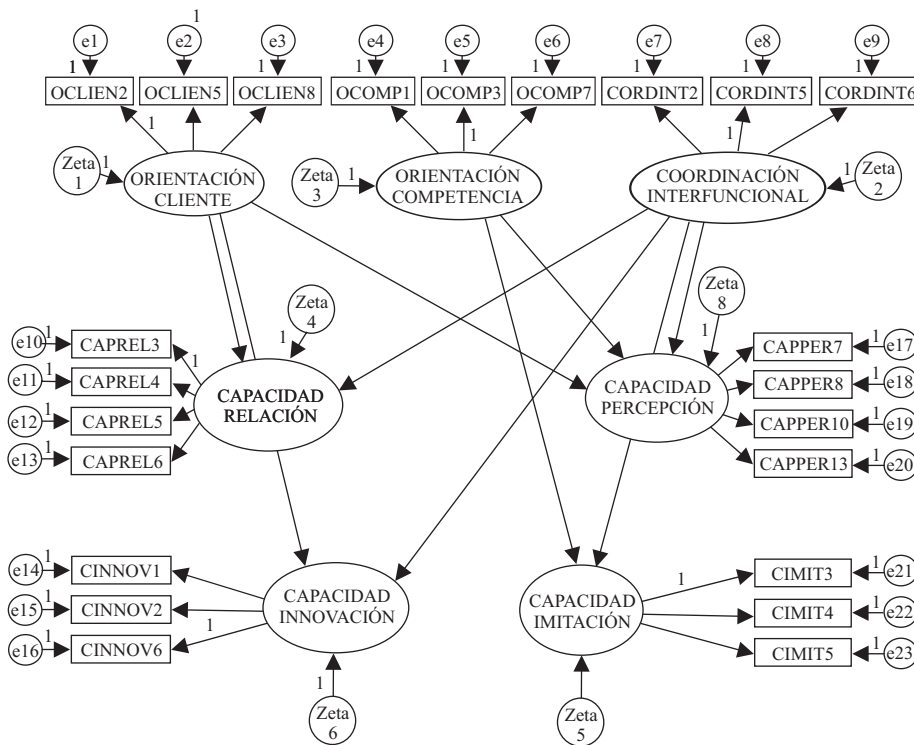 1
e1 e2 e3 e4 e5 e6 e7 e8 e9
1 1 1 1 1 1 1 1
OCLIEN2 OCLIEN5 OCLIEN8 OCOMP1 OCOMP3 OCOMP7 CORDINT2 CORDINT5 CORDINT6
1 1 1
Zeta
1
1
ORIENTACIÓN
CLIENTE
Zeta
3
1
ORIENTACIÓN
COMPETENCIA
COORDINACIÓN
INTERFUNCIONAL
1
Zeta
2
Zeta
4
1
Zeta
8
1
e10 1 CAPREL3
1
e11 1 CAPREL4
e12 1 CAPREL5
e13 1 CAPREL6
CAPACIDAD
RELACIÓN
CAPACIDAD
PERCEPCIÓN
CAPPER7 1 e17
CAPPER8 1 e18
CAPPER10 1 e19
CAPPER13 1 e20
e14 1 CINNOV1
e15 1 CINNOV2
1
e16 1 CINNOV6
CAPACIDAD
INNOVACIÓN
CAPACIDAD
IMITACIÓN
1
CIMIT3 1 e21
CIMIT4 1 e22
CIMIT5 1 e23
1
Zeta
6
1
Zeta
5